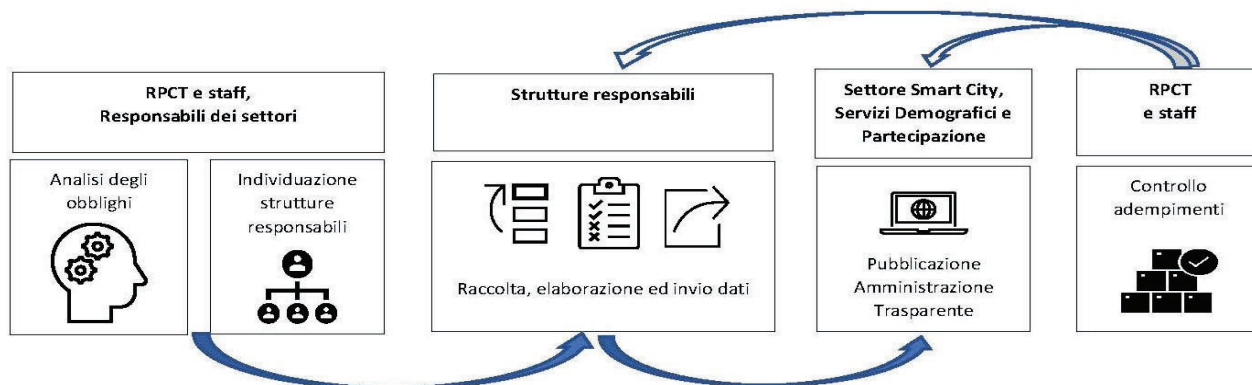 RPCT e staff,
Responsabili dei settori
Analisi degli
obblighi
Individuazione
strutture
responsabili
Strutture responsabili
Raccolta, elaborazione ed invio dati
Settore Smart City,
Servizi Demografici e
Partecipazione
Pubblicazione
Amministrazione
Trasparente
RPCT
e staff
Controllo
adempimenti